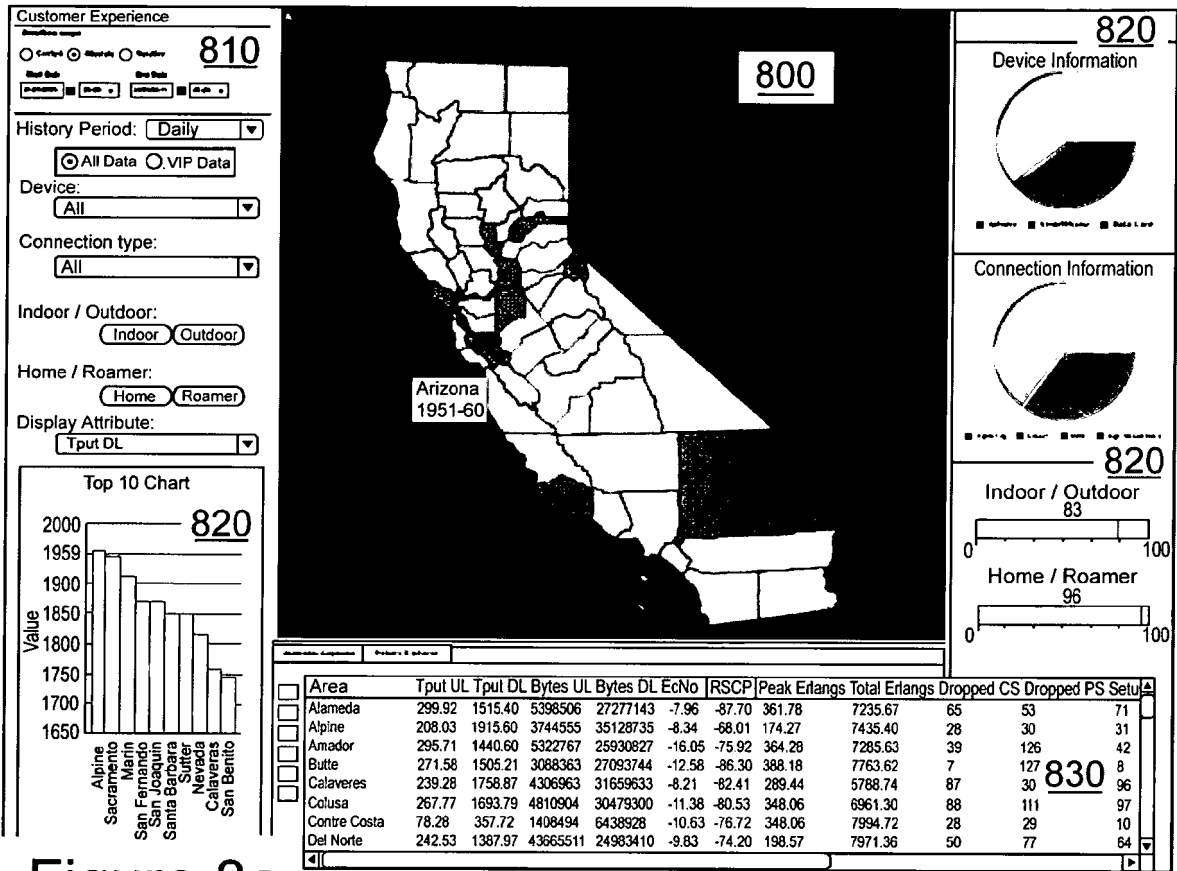 Customer Experience
810
History Period: Daily
All Data VIP Data
Device:
All
Connection type:
All
Indoor / Outdoor:
Indoor Outdoor
Home / Roamer:
Home Roamer
Display Attribute:
Tput DL
Top 10 Chart
820
Value
2000
1959
1900
1850
1800
1750
1700
1650
Alpine
Sacramento
Marin
San Fernando
San Joaquin
Santa Barbara
Sutter
Nevada
Calaveras
San Benito
800
Arizona
1951-60
820
Device Information
Connection Information
820
Indoor / Outdoor
83
0 100
Home / Roamer
96
0 100
Area Tput UL Tput DL Bytes UL Bytes DL EcNo RSCP Peak Erlangs Total Erlangs Dropped CS Dropped PS Setu
Alameda 299.92 1515.40 5398506 27277143 -7.96 -87.70 361.78 7235.67 65 53 71
Alpine 208.03 1915.60 3744555 35128735 -8.34 -68.01 174.27 7435.40 28 30 31
Amador 295.71 1440.60 5322767 25930827 -16.05 -75.92 364.28 7285.63 39 126 42
Butte 271.58 1505.21 3088363 27093744 -12.58 -86.30 388.18 7763.62 7 127 8
Calaveres 239.28 1758.87 4306963 31659633 -8.21 -82.41 289.44 5788.74 87 30 96
Colusa 267.77 1693.79 4810904 30479300 -11.38 -80.53 348.06 6961.30 88 111 97
Contre Costa 78.28 357.72 1408494 6438928 -10.63 -76.72 348.06 7994.72 28 29 10
Del Norte 242.53 1387.97 43665511 24983410 -9.83 -74.20 198.57 7971.36 50 77 64
830